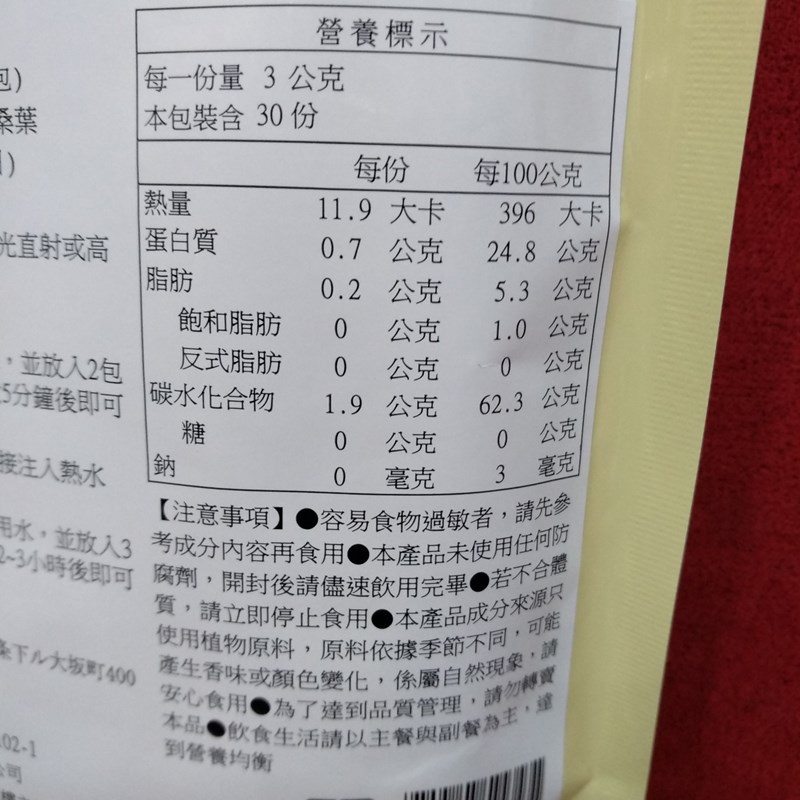 營養標示
每一份量 3 公克
本包裝含 30 份
每份 每100公克
熱量 11.9 大卡 396 大卡
蛋白質 0.7 公克 24.8 公克
脂肪 0.2 公克 5.3 公克
飽和脂肪 0 公克 1.0 公克
反式脂肪 0 公克 0 公克
碳水化合物 1.9 公克 62.3 公克
糖 0 公克 0 公克
鈉 0 毫克 3 毫克
【注意事項】●容易食物過敏者，請先參
考成分內容再食用●本產品未使用任何防
腐劑，開封後請儘速飲用完畢●若不合體
質，請立即停止食用●本產品成分來源只
使用植物原料，原料依據季節不同，可能
產生香味或顏色變化，係屬自然現象，請
安心食用●為了達到品質管理，請勿轉賣
本品●飲食生活請以主餐與副餐為主，達
到營養均衡
包)
桑葉
)
光直射或高
，並放入2包
5分鐘後即可
接注入熱水
用水，並放入3
2~3小時後即可
条下ル大坂町400
02-1
公司